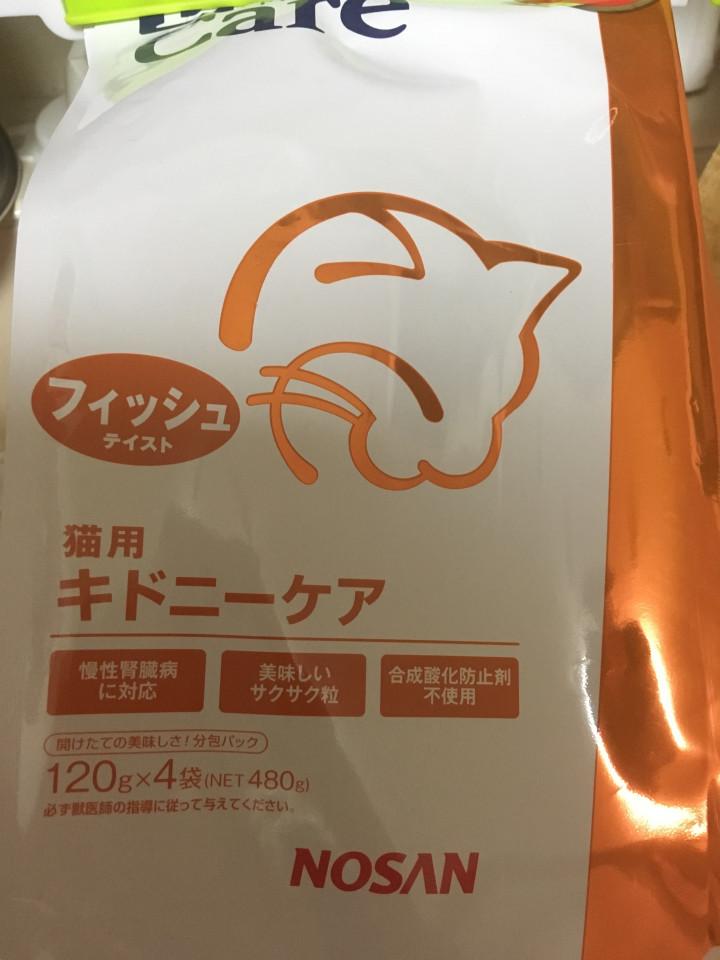 Care
フィッシュ
テイスト
猫用
キドニーケア
慢性腎臓病
に対応
美味しい
サクサク粒
合成酸化防止剤
不使用
開けたての美味しさ!分包パック
120g×4袋(NET 480g)
必ず獣医師の指導に従って与えてください。
NOSAN